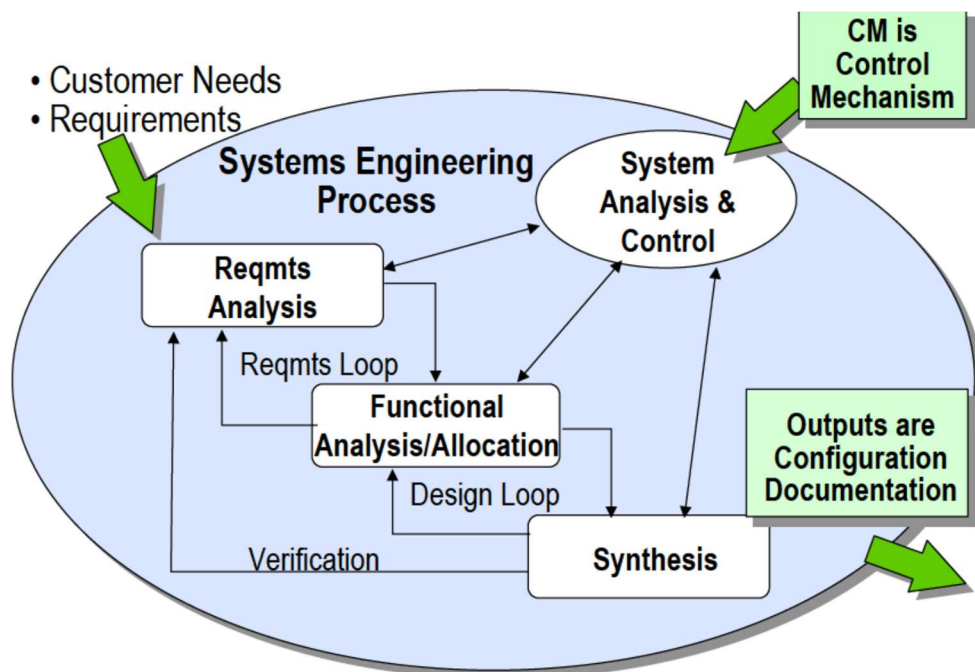 • Customer Needs
• Requirements
CM is
Control
Mechanism
Systems Engineering
Process
System
Analysis &
Control
Reqmts
Analysis
Reqmts Loop
Functional
Analysis/Allocation
Outputs are
Configuration
Documentation
Design Loop
Verification
Synthesis